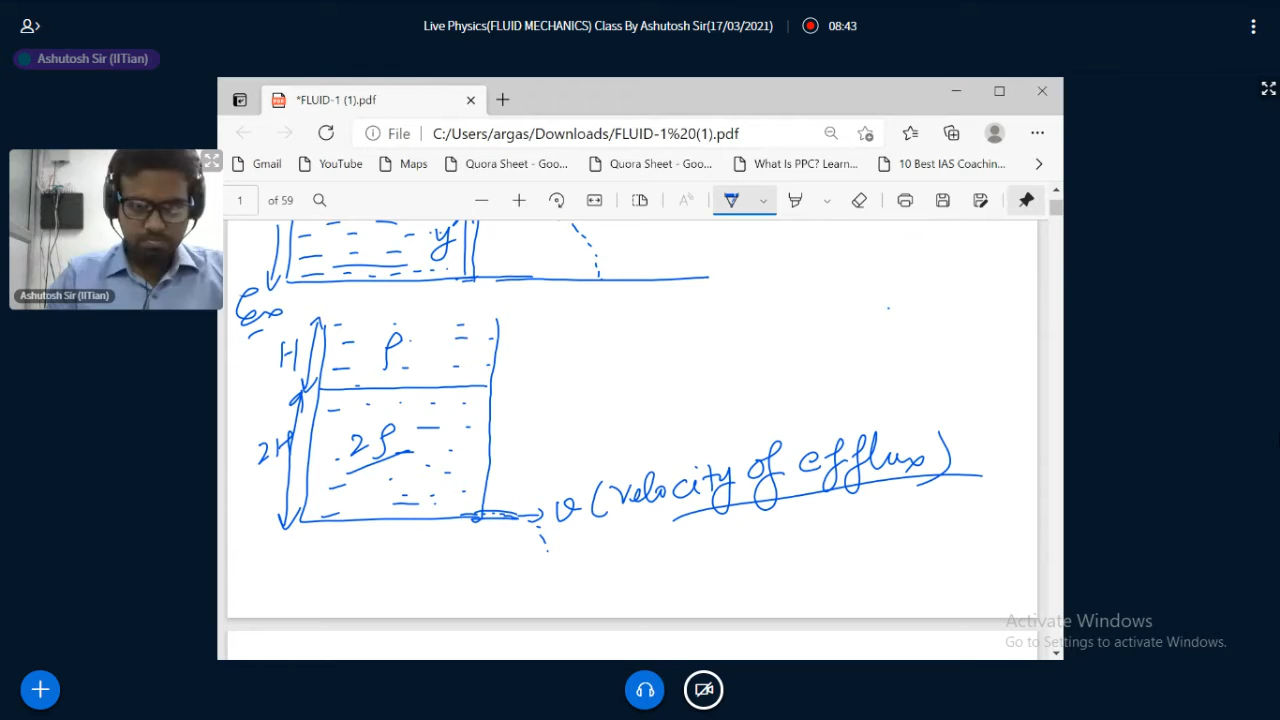 Live Physics(FLUID MECHANICS) Class By Ashutosh Sir(17/03/2021)
08:43
Ashutosh Sir (IITian)
*FLUID-1 (1).pdf
File C:/Users/argas/Downloads/FLUID-1%20(1).pdf
Gmail YouTube Maps Quora Sheet - Goo... Quora Sheet - Goo... What Is PPC? Learn... 10 Best IAS Coachin...
1 of 59
Ashutosh Sir (IITian)
y
Ex
H ρ
2H 2ρ
v (velocity of efflux)
Activate Windows
Go to Settings to activate Windows.